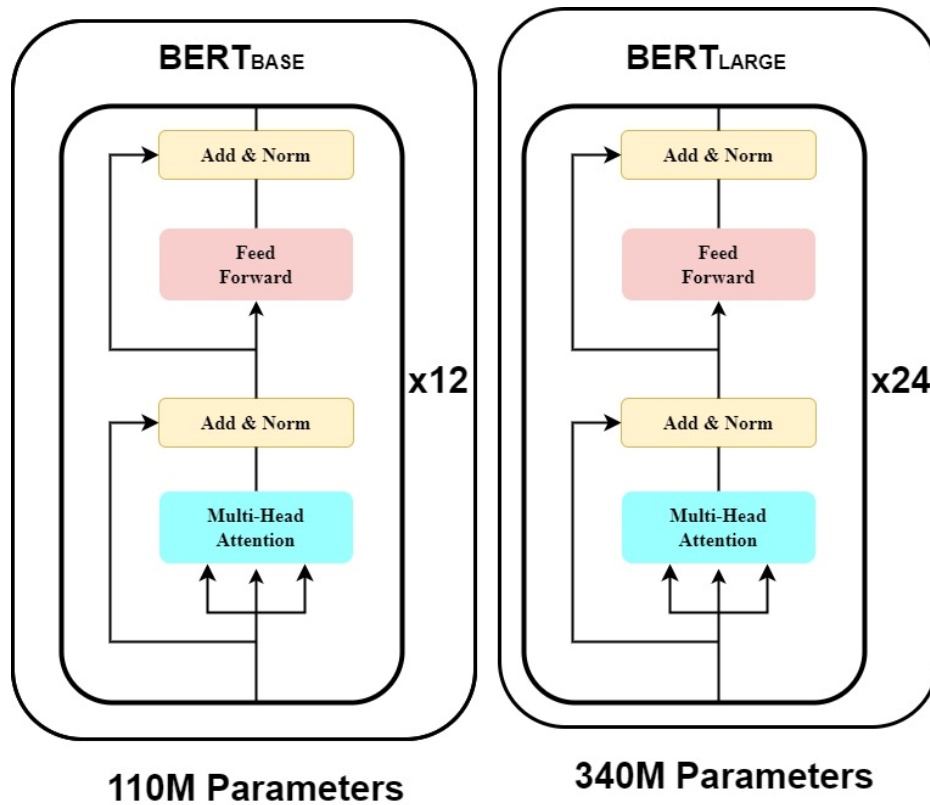 BERTBASE
Add & Norm
Feed
Forward
x12
Add & Norm
Multi-Head
Attention
110M Parameters
BERTLARGE
Add & Norm
Feed
Forward
x24
Add & Norm
Multi-Head
Attention
340M Parameters